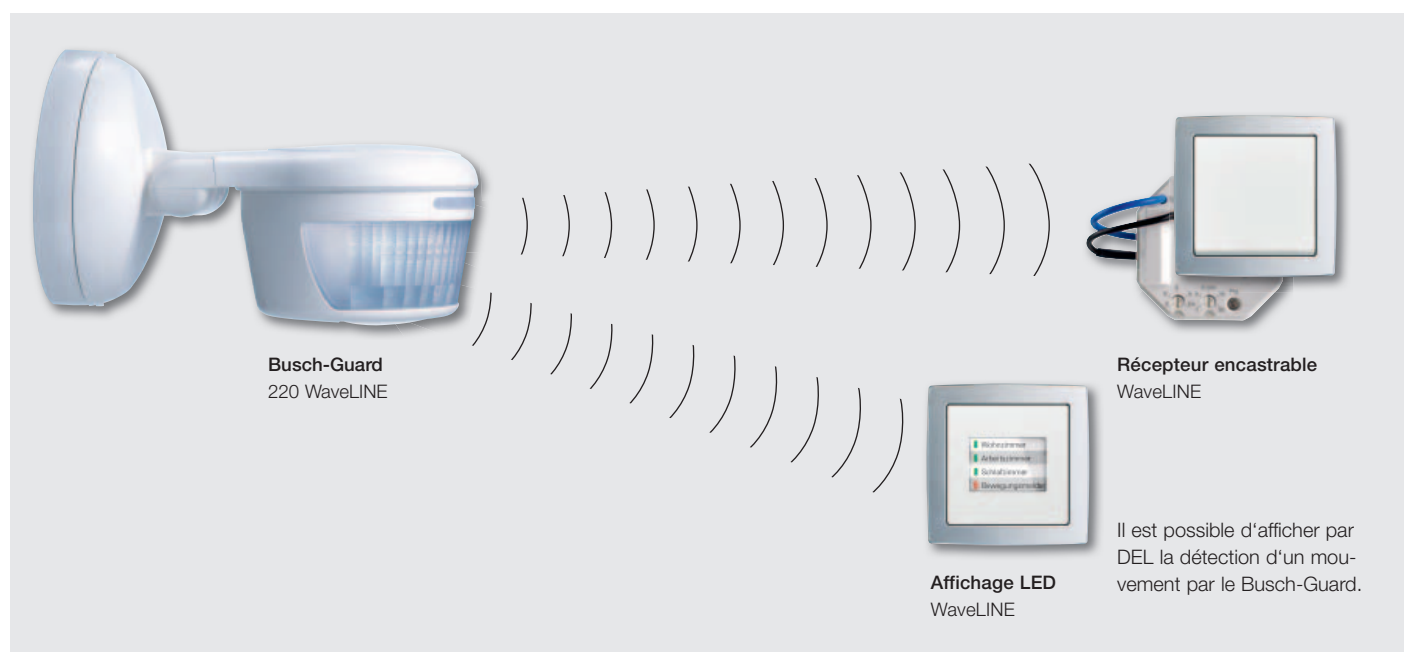 Busch-Guard
220 WaveLINE
Récepteur encastrable
WaveLINE
Wohnzimmer
Arbeitszimmer
Schlafzimmer
Bewegungsmelder
Affichage LED
WaveLINE
Il est possible d‘afficher par
DEL la détection d‘un mou-
vement par le Busch-Guard.